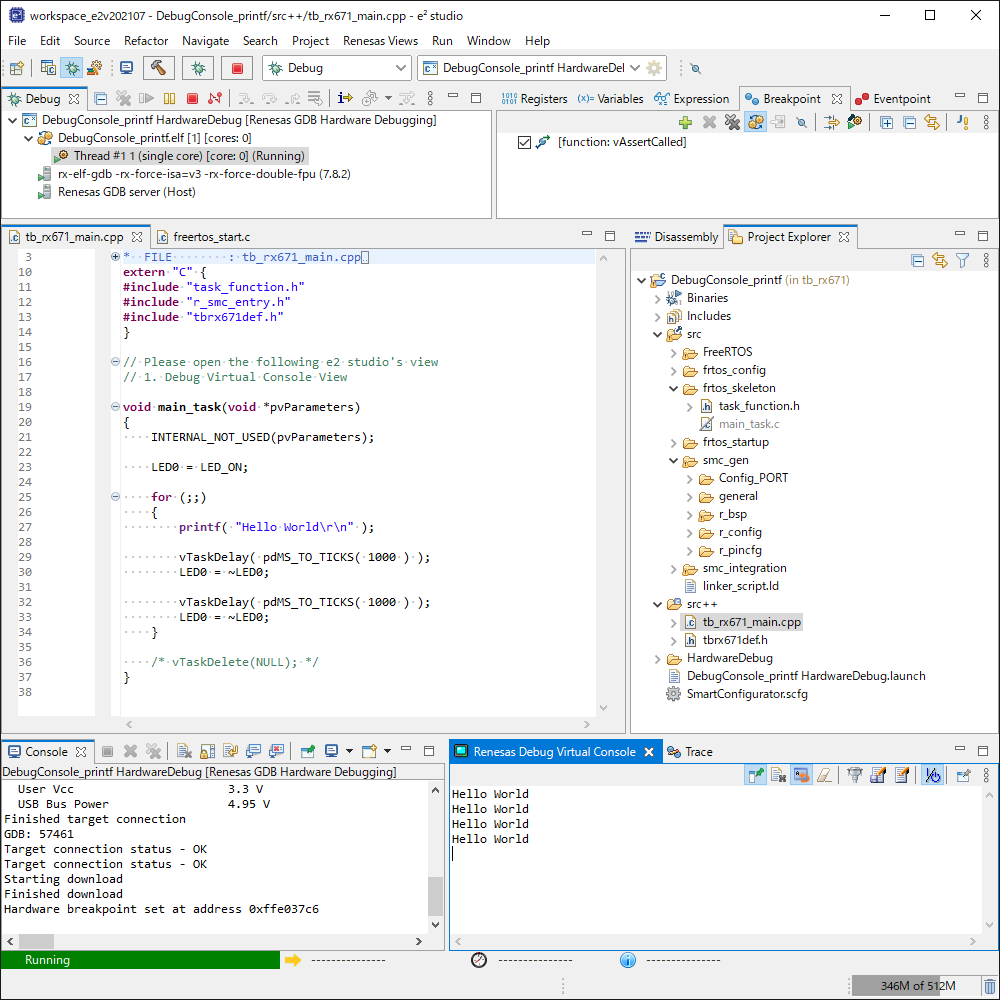 workspace_e2v202107 - DebugConsole_printf/src++/tb_rx671_main.cpp - e² studio
File Edit Source Refactor Navigate Search Project Renesas Views Run Window Help
Debug
DebugConsole_printf HardwareDel
Debug
DebugConsole_printf HardwareDebug [Renesas GDB Hardware Debugging]
DebugConsole_printf.elf [1] [cores: 0]
Thread #1 1 (single core) [core: 0] (Running)
rx-elf-gdb -rx-force-isa=v3 -rx-force-double-fpu (7.8.2)
Renesas GDB server (Host)
Registers (x)= Variables Expression Breakpoint Eventpoint
[function: vAssertCalled]
tb_rx671_main.cpp freertos_start.c
3 * FILE : tb_rx671_main.cpp
10 extern "C" {
11 #include "task_function.h"
12 #include "r_smc_entry.h"
13 #include "tbrx671def.h"
14 }
15
16 // Please open the following e2 studio's view
17 // 1. Debug Virtual Console View
18
19 void main_task(void *pvParameters)
20 {
21 INTERNAL_NOT_USED(pvParameters);
22
23 LED0 = LED_ON;
24
25 for (;;)
26 {
27 printf( "Hello World\r\n" );
28
29 vTaskDelay( pdMS_TO_TICKS( 1000 ) );
30 LED0 = ~LED0;
31
32 vTaskDelay( pdMS_TO_TICKS( 1000 ) );
33 LED0 = ~LED0;
34 }
35
36 /* vTaskDelete(NULL); */
37 }
38
Disassembly Project Explorer
DebugConsole_printf (in tb_rx671)
Binaries
Includes
src
FreeRTOS
frtos_config
frtos_skeleton
task_function.h
main_task.c
frtos_startup
smc_gen
Config_PORT
general
r_bsp
r_config
r_pincfg
smc_integration
linker_script.ld
src++
tb_rx671_main.cpp
tbrx671def.h
HardwareDebug
DebugConsole_printf HardwareDebug.launch
SmartConfigurator.scfg
Console
DebugConsole_printf HardwareDebug [Renesas GDB Hardware Debugging]
User Vcc 3.3 V
USB Bus Power 4.95 V
Finished target connection
GDB: 57461
Target connection status - OK
Target connection status - OK
Starting download
Finished download
Hardware breakpoint set at address 0xffe037c6
Renesas Debug Virtual Console Trace
Hello World
Hello World
Hello World
Hello World
Running --------------- --------------- ---------------
346M of 512M